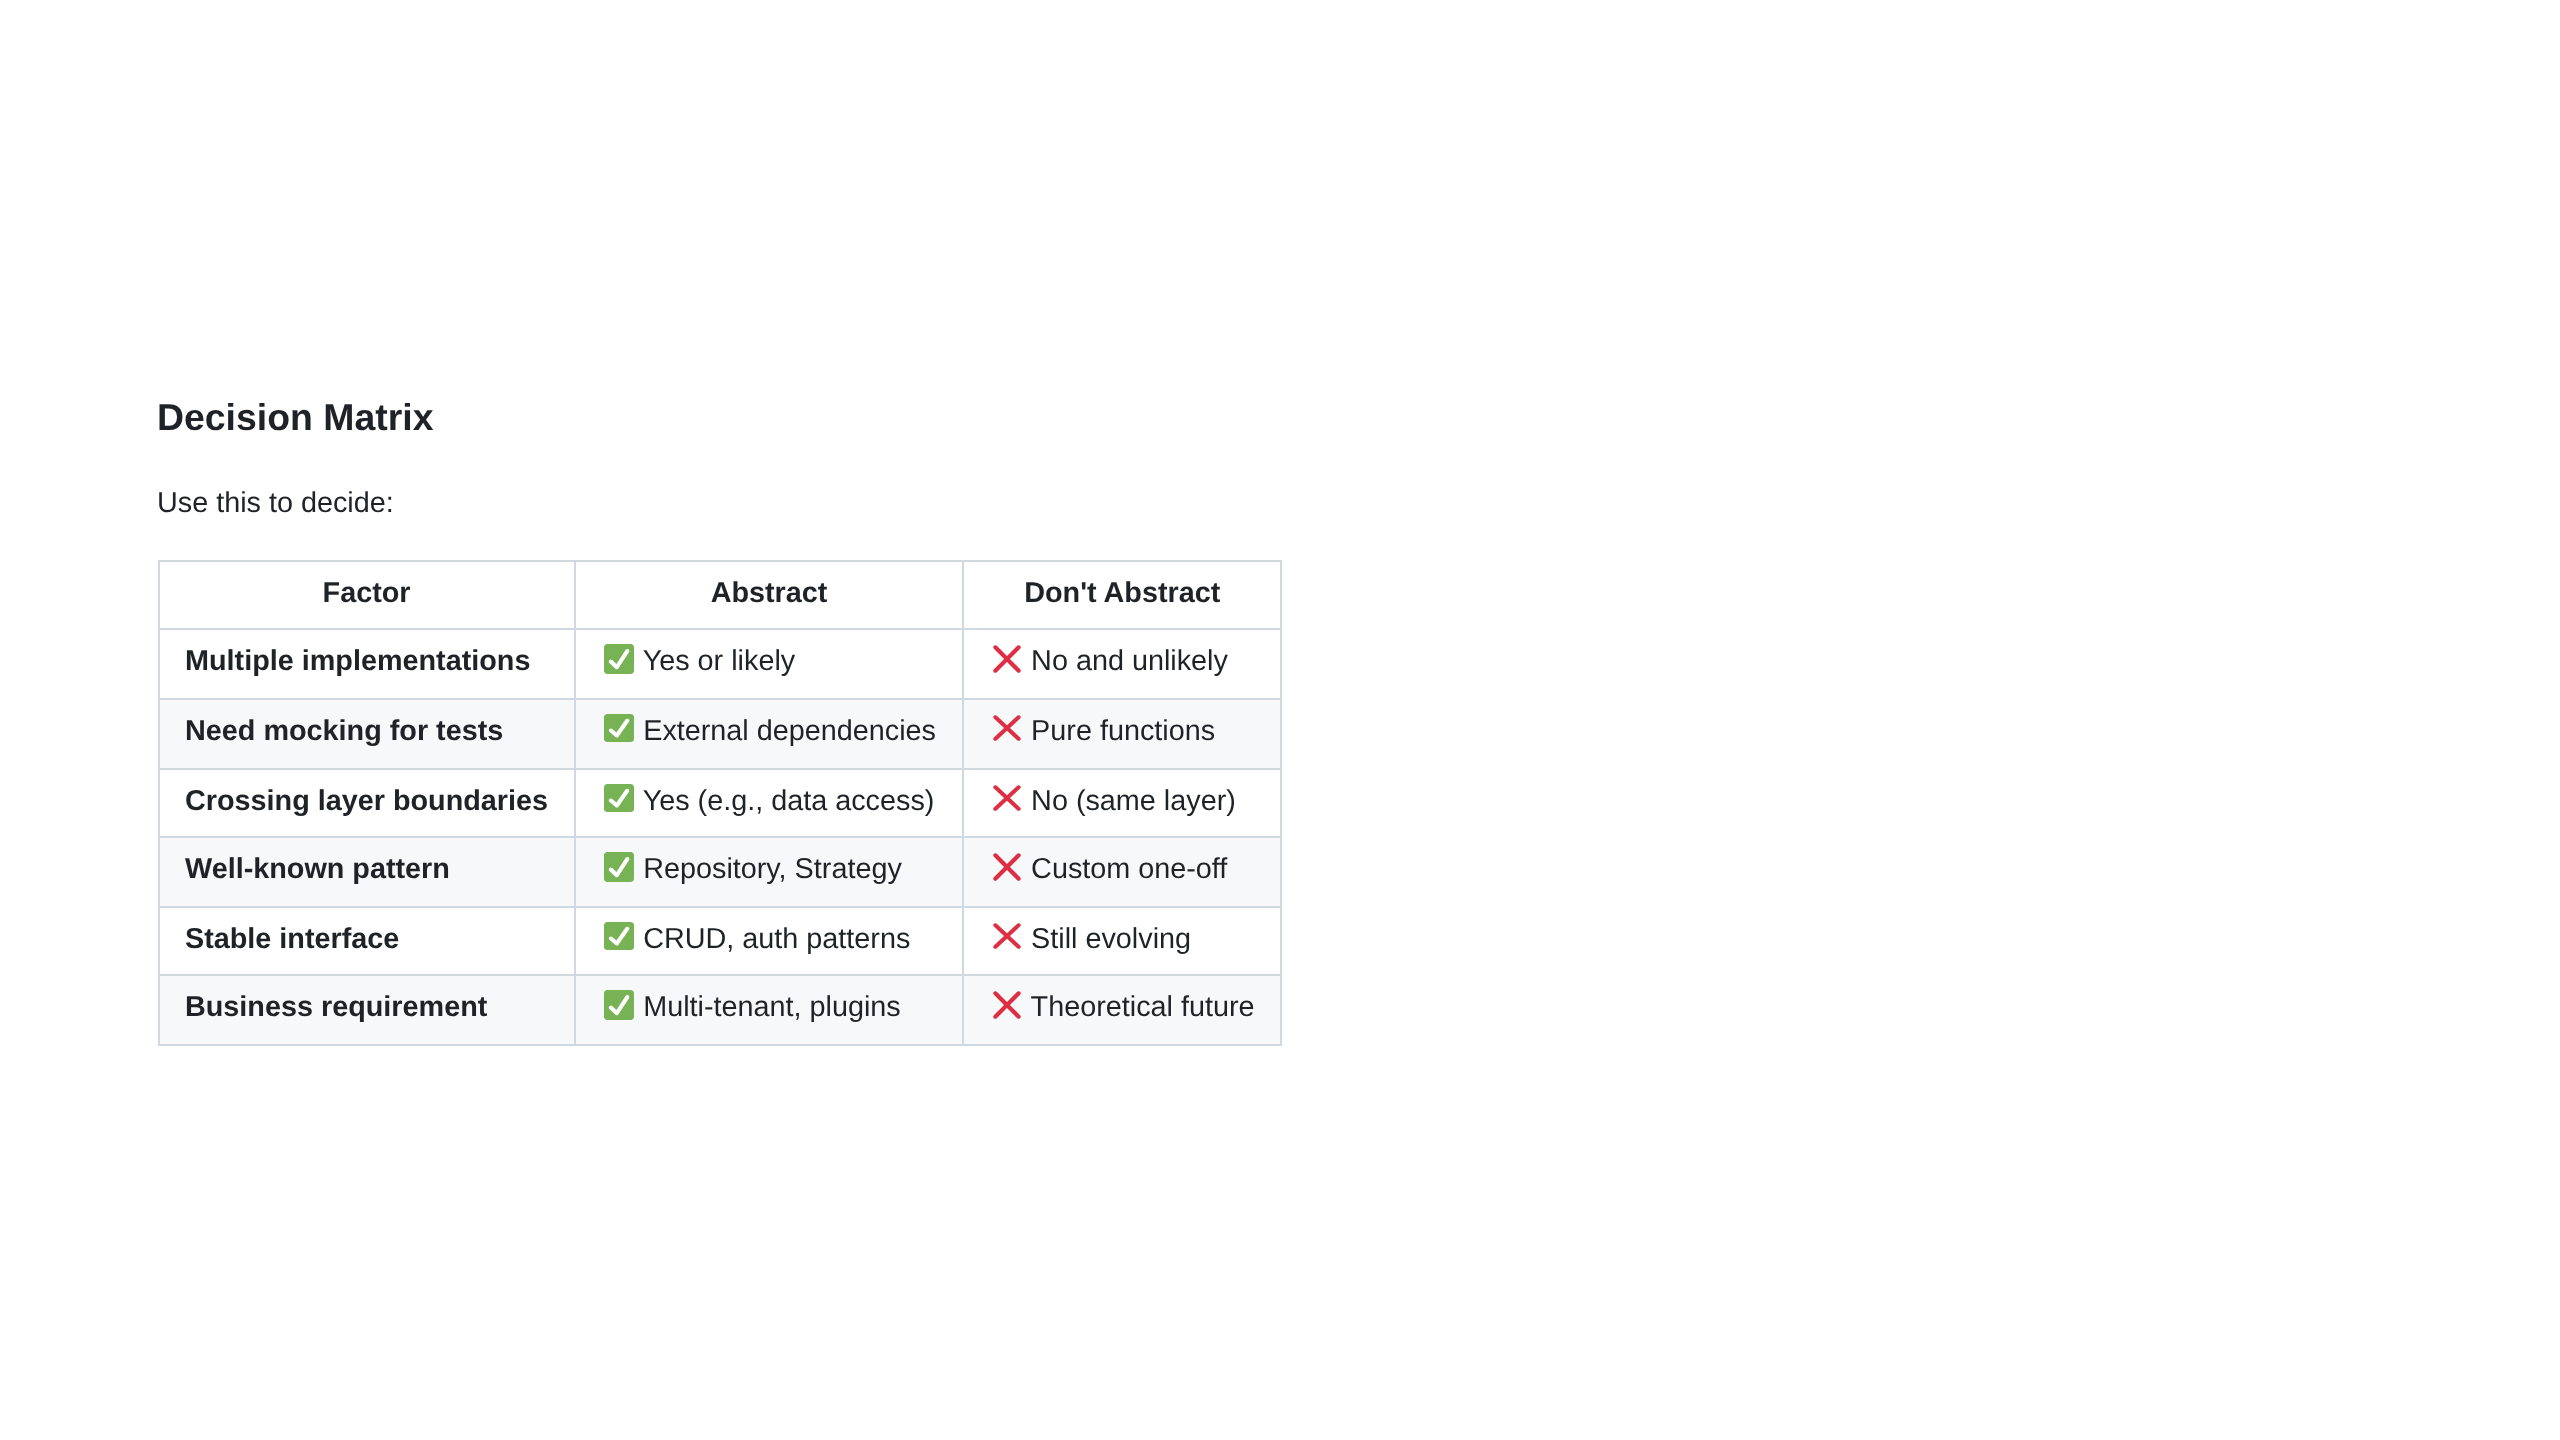 Decision Matrix
Use this to decide:
Factor Abstract Don't Abstract
Multiple implementations ✅ Yes or likely ❌ No and unlikely
Need mocking for tests ✅ External dependencies ❌ Pure functions
Crossing layer boundaries ✅ Yes (e.g., data access) ❌ No (same layer)
Well-known pattern ✅ Repository, Strategy ❌ Custom one-off
Stable interface ✅ CRUD, auth patterns ❌ Still evolving
Business requirement ✅ Multi-tenant, plugins ❌ Theoretical future